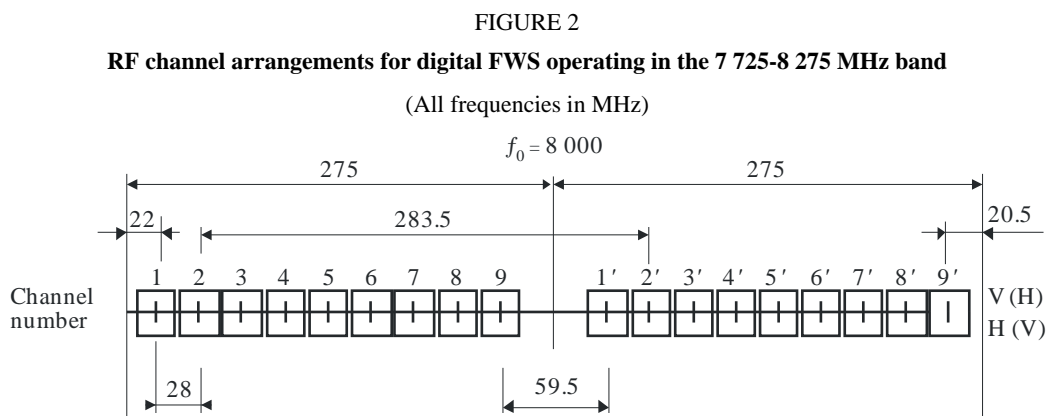 FIGURE 2
RF channel arrangements for digital FWS operating in the 7 725-8 275 MHz band
(All frequencies in MHz)
f0 = 8 000
275 275
22 283.5 20.5
1 2 3 4 5 6 7 8 9 1′ 2′ 3′ 4′ 5′ 6′ 7′ 8′ 9′
Channel V (H)
number H (V)
28 59.5